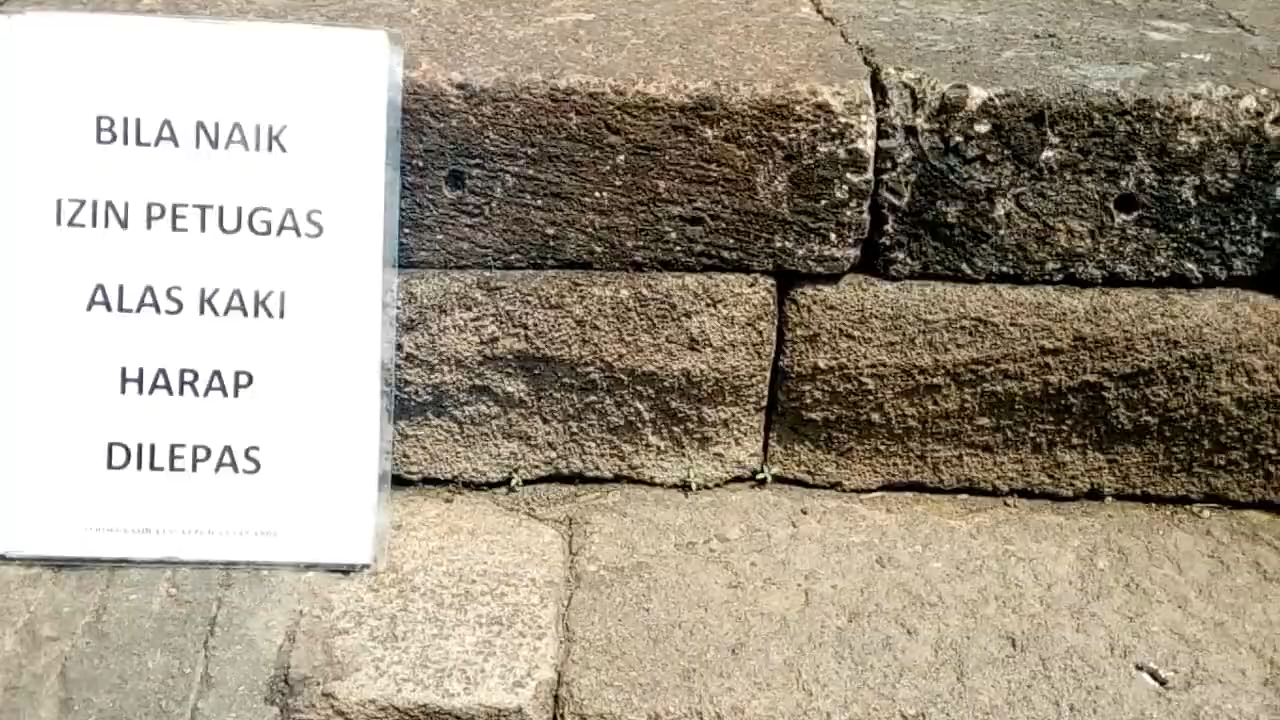 BILA NAIK
IZIN PETUGAS
ALAS KAKI
HARAP
DILEPAS